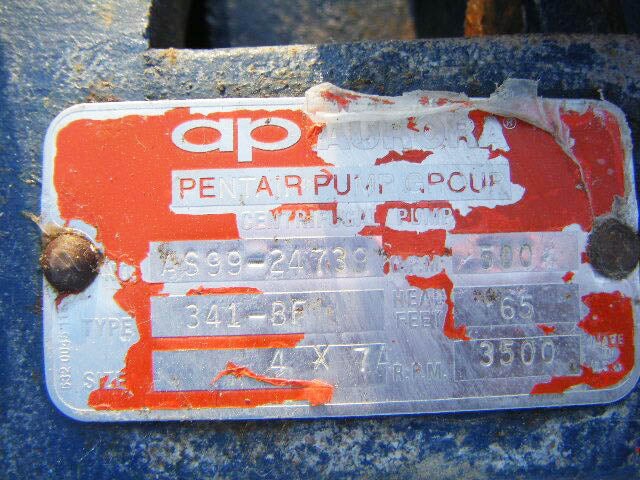 ap AURORA®
PENTAIR PUMP GROUP
CENTRIFUGAL PUMP
NO. AS99-24739 G.P.M. 500
TYPE 341-BF HEAD FEET 65
SIZE 4 X 7 R.P.M. 3500